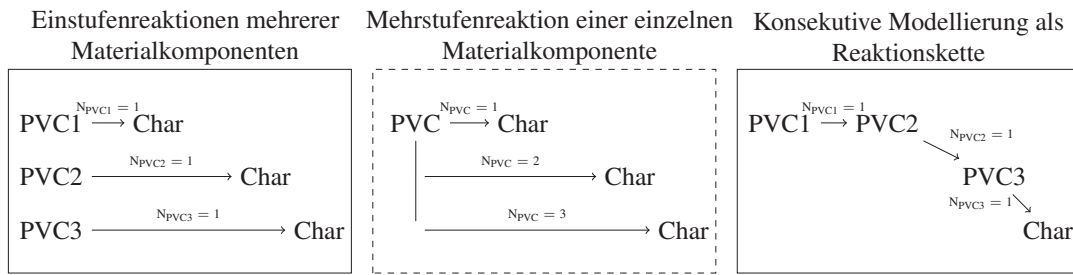 Einstufenreaktionen mehrerer
Materialkomponenten
N_PVC1 = 1
PVC1 → Char
N_PVC2 = 1
PVC2 → Char
N_PVC3 = 1
PVC3 → Char
Mehrstufenreaktion einer einzelnen
Materialkomponente
N_PVC = 1
PVC → Char
N_PVC = 2
Char
N_PVC = 3
Char
Konsekutive Modellierung als
Reaktionskette
N_PVC1 = 1
PVC1 → PVC2
N_PVC2 = 1
PVC3
N_PVC3 = 1
Char